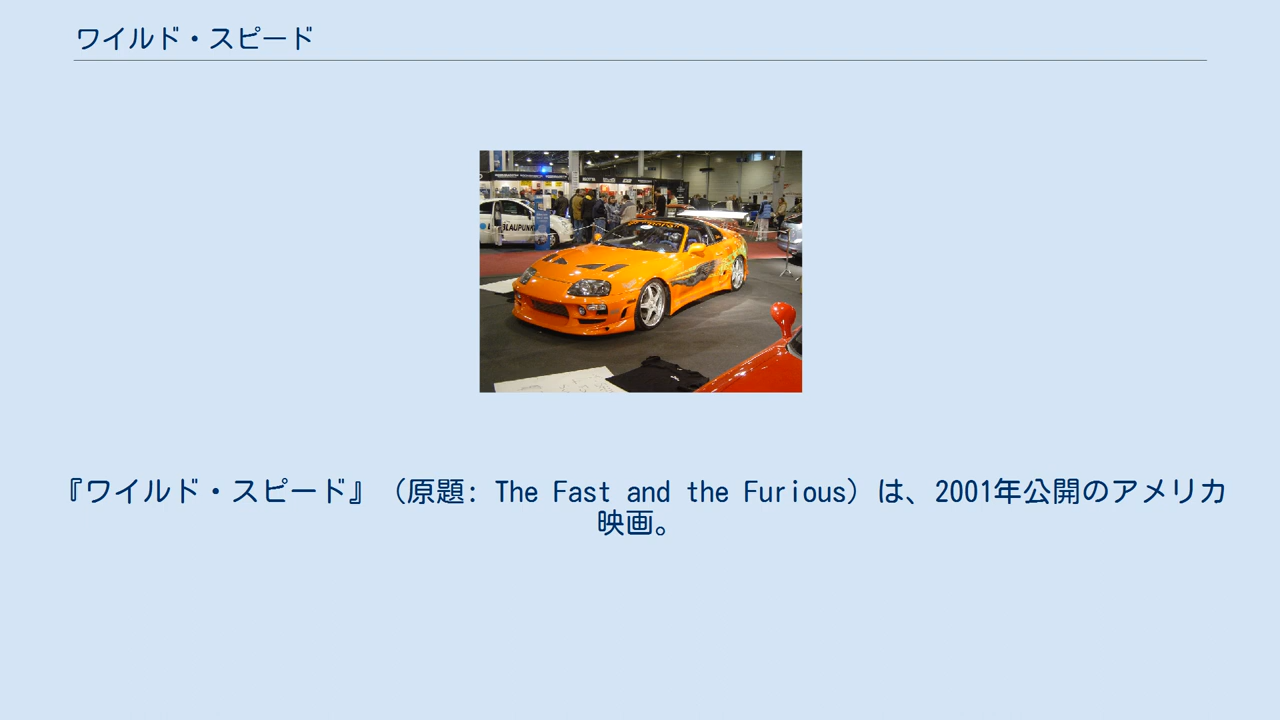 ワイルド・スピード
BLAUPUNKT
『ワイルド・スピード』（原題: The Fast and the Furious）は、2001年公開のアメリカ
映画。